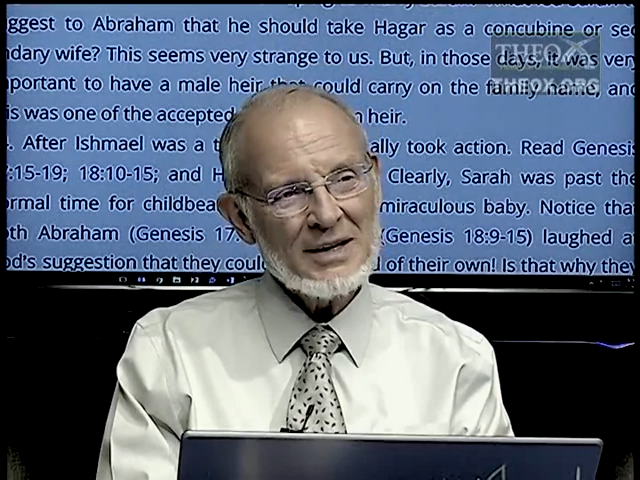 ggest to Abraham that he should take Hagar as a concubine or sec
ndary wife? This seems very strange to us. But, in those days, it was very
portant to have a male heir that could carry on the family name, and
is was one of the accepted n heir.
. After Ishmael was a t ally took action. Read Genesis
:15-19; 18:10-15; and H Clearly, Sarah was past the
ormal time for childbea miraculous baby. Notice that
oth Abraham (Genesis 17: (Genesis 18:9-15) laughed a
od's suggestion that they coul d of their own! Is that why they
THEOX
THEOX.ORG